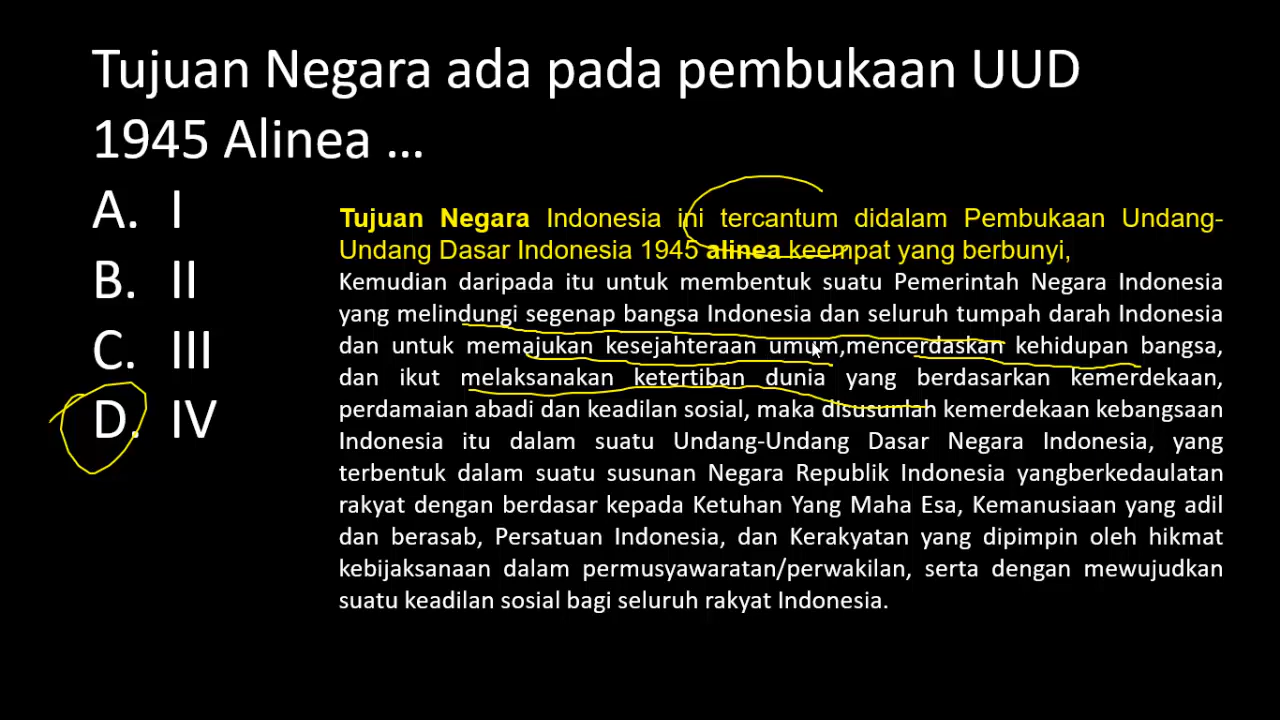 Tujuan Negara ada pada pembukaan UUD
1945 Alinea ...
A. I
B. II
C. III
D. IV
Tujuan Negara Indonesia ini tercantum didalam Pembukaan Undang-
Undang Dasar Indonesia 1945 alinea keempat yang berbunyi,
Kemudian daripada itu untuk membentuk suatu Pemerintah Negara Indonesia
yang melindungi segenap bangsa Indonesia dan seluruh tumpah darah Indonesia
dan untuk memajukan kesejahteraan umum,mencerdaskan kehidupan bangsa,
dan ikut melaksanakan ketertiban dunia yang berdasarkan kemerdekaan,
perdamaian abadi dan keadilan sosial, maka disusunlah kemerdekaan kebangsaan
Indonesia itu dalam suatu Undang-Undang Dasar Negara Indonesia, yang
terbentuk dalam suatu susunan Negara Republik Indonesia yangberkedaulatan
rakyat dengan berdasar kepada Ketuhan Yang Maha Esa, Kemanusiaan yang adil
dan berasab, Persatuan Indonesia, dan Kerakyatan yang dipimpin oleh hikmat
kebijaksanaan dalam permusyawaratan/perwakilan, serta dengan mewujudkan
suatu keadilan sosial bagi seluruh rakyat Indonesia.